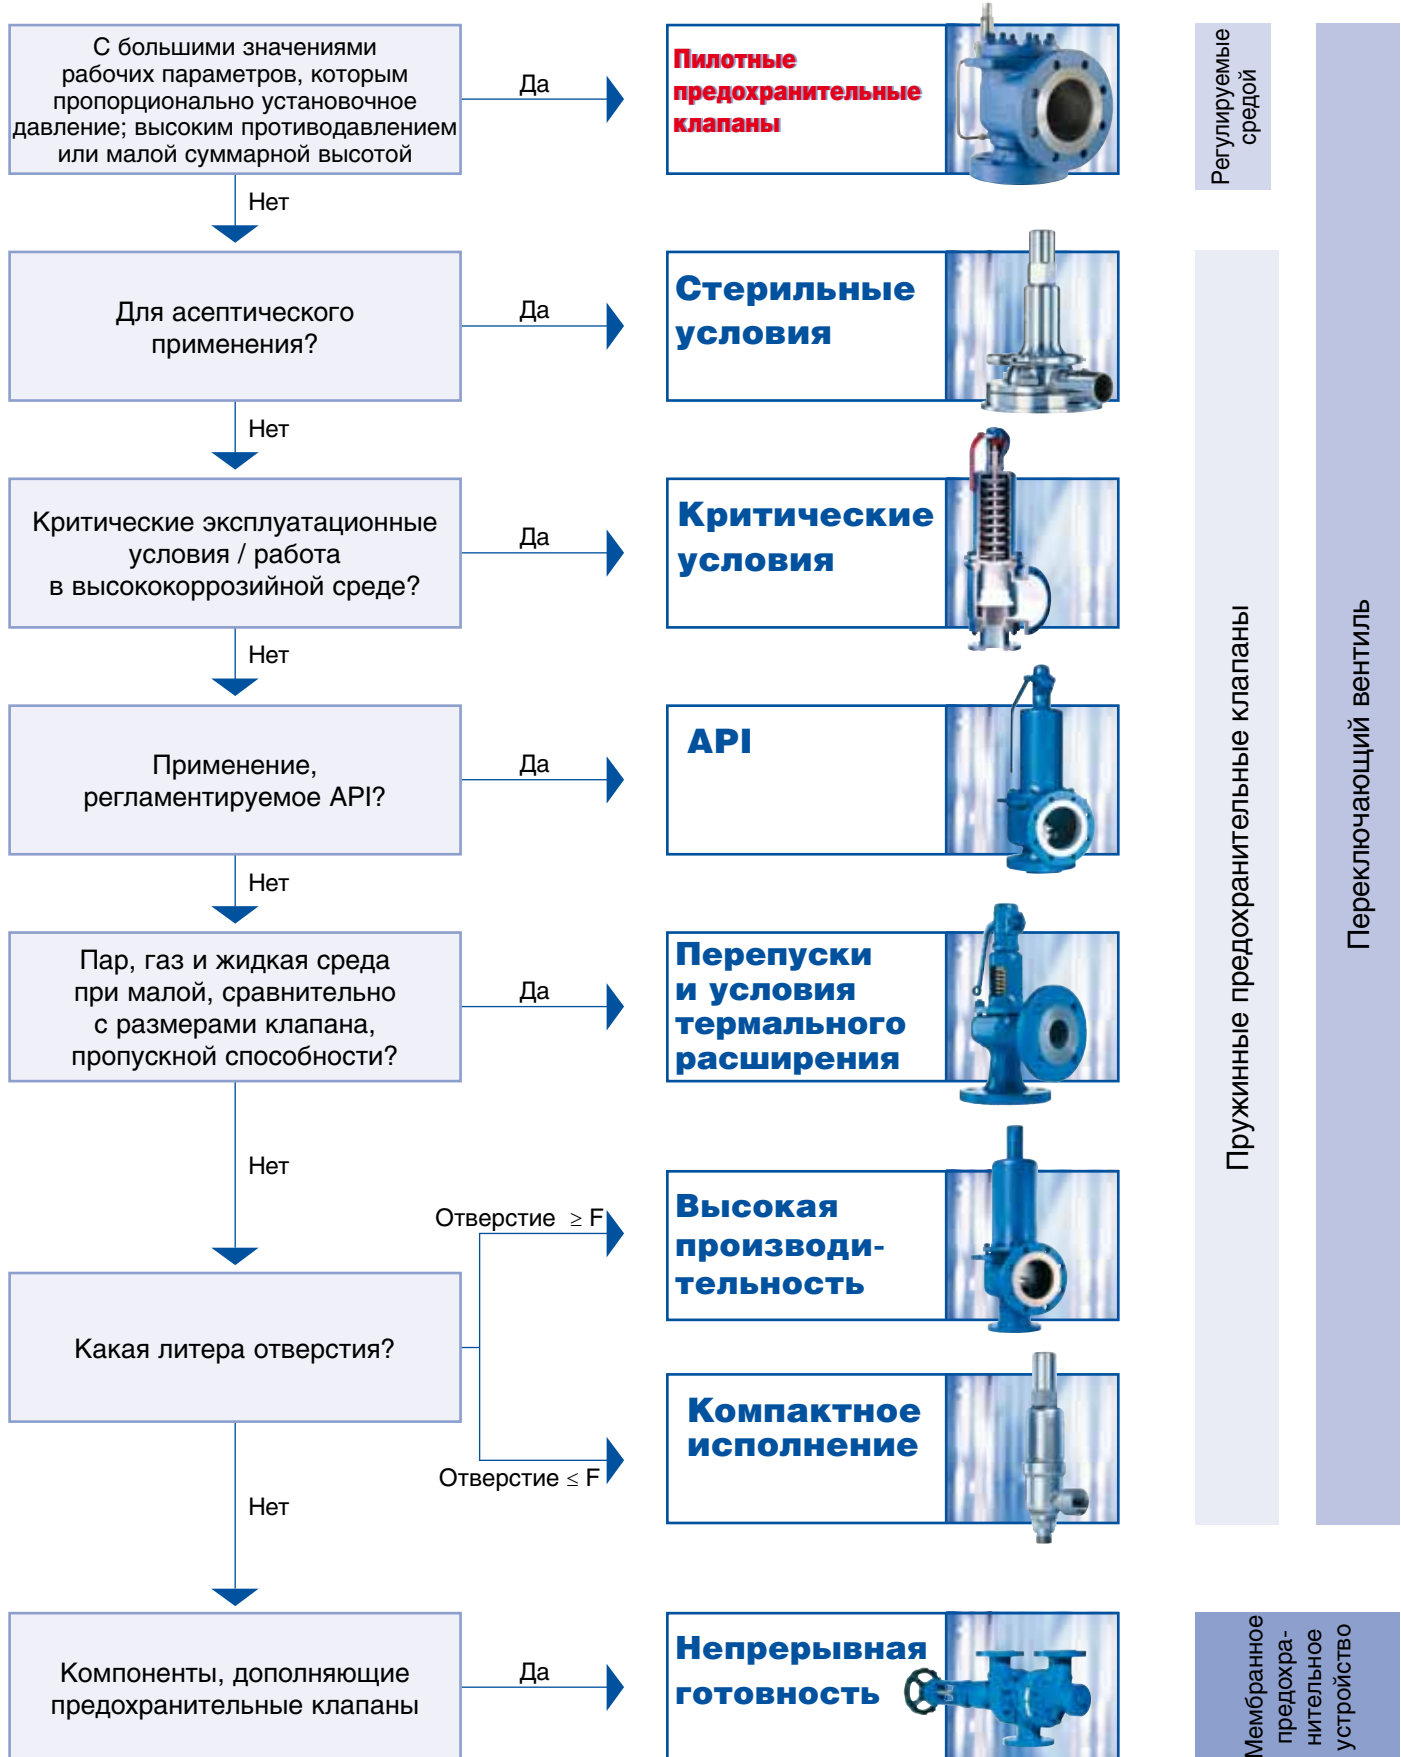 С большими значениями
рабочих параметров, которым
пропорционально установочное
давление; высоким противодавлением
или малой суммарной высотой
Да
Пилотные
предохранительные
клапаны
Регулируемые
средой
Нет
Для асептического
применения?
Да
Стерильные
условия
Нет
Критические эксплуатационные
условия / работа
в высококоррозийной среде?
Да
Критические
условия
Нет
Применение,
регламентируемое API?
Да
API
Нет
Пар, газ и жидкая среда
при малой, сравнительно
с размерами клапана,
пропускной способности?
Да
Перепуски
и условия
термального
расширения
Нет
Какая литера отверстия?
Отверстие ≥ F
Высокая
производи-
тельность
Отверстие ≤ F
Компактное
исполнение
Пружинные предохранительные клапаны
Переключающий вентиль
Нет
Компоненты, дополняющие
предохранительные клапаны
Да
Непрерывная
готовность
Мембранное
предохра-
нительное
устройство